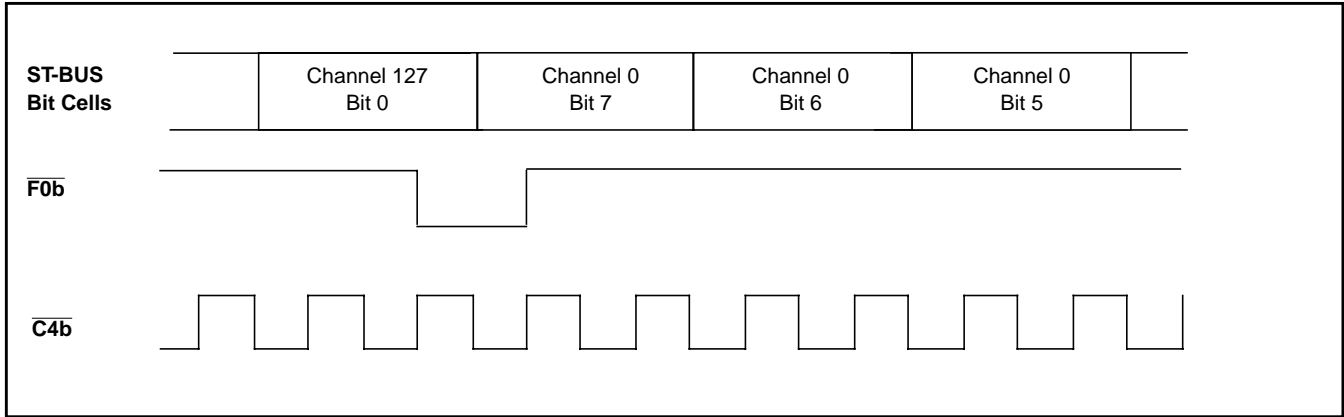 ST-BUS
Bit Cells
Channel 127
Bit 0
Channel 0
Bit 7
Channel 0
Bit 6
Channel 0
Bit 5
F0b
C4b